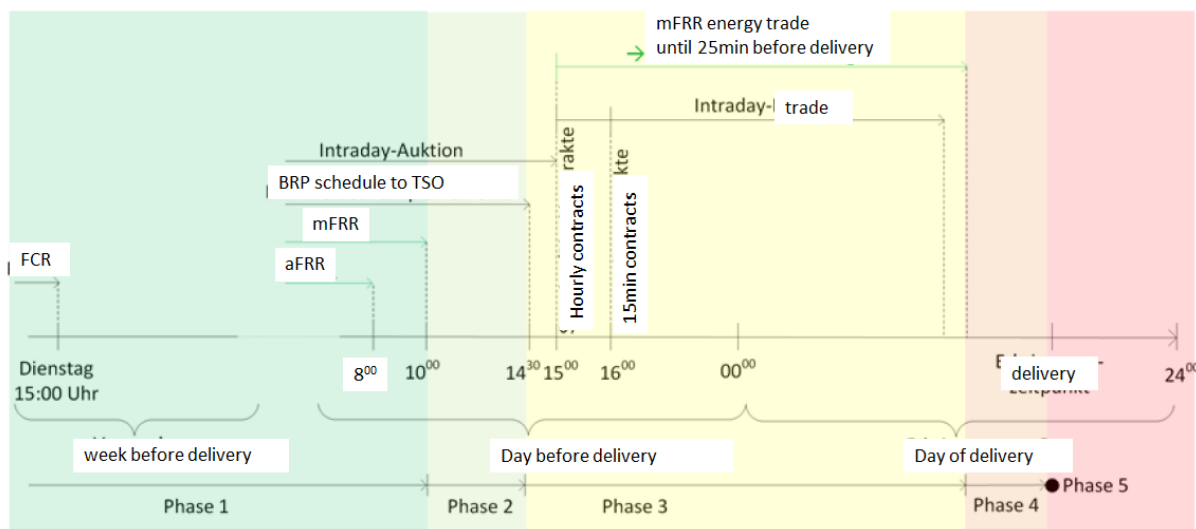 mFRR energy trade
until 25min before delivery
Intraday-
trade
Intraday-Auktion
rakte
kte
BRP schedule to TSO
Hourly contracts
15min contracts
mFRR
FCR
aFRR
Dienstag
15:00 Uhr
8⁰⁰
10⁰⁰
14³⁰
15⁰⁰
16⁰⁰
00⁰⁰
delivery
24⁰⁰
week before delivery
Day before delivery
Day of delivery
Phase 1
Phase 2
Phase 3
Phase 4
Phase 5